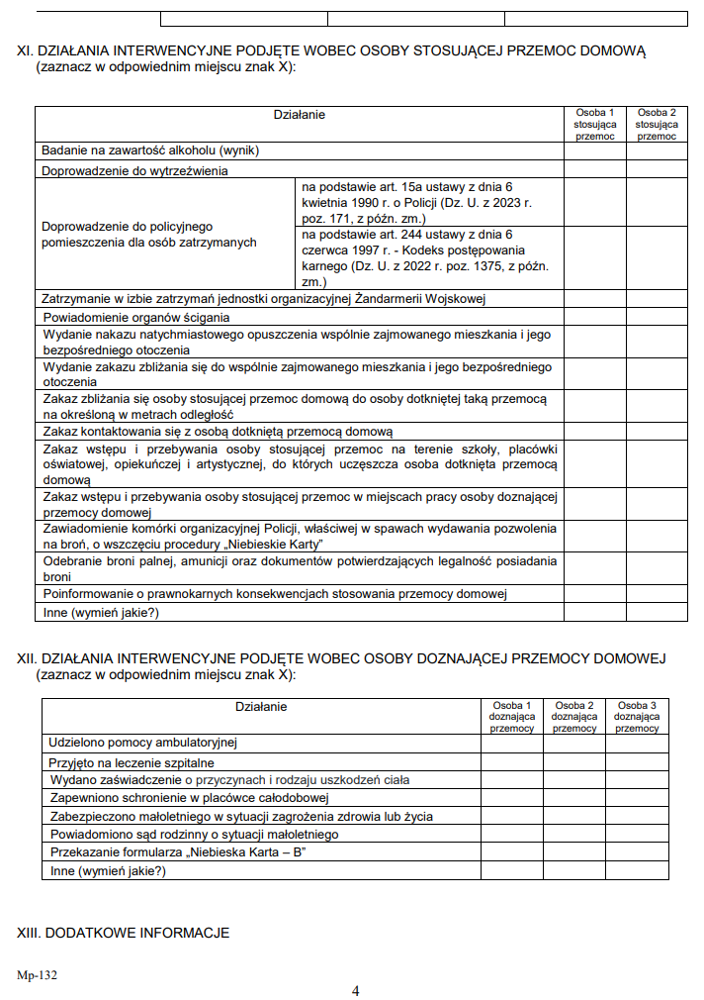 XI. DZIAŁANIA INTERWENCYJNE PODJĘTE WOBEC OSOBY STOSUJĄCEJ PRZEMOC DOMOWĄ
(zaznacz w odpowiednim miejscu znak X):
Działanie
Osoba 1
stosująca
przemoc
Osoba 2
stosująca
przemoc
Badanie na zawartość alkoholu (wynik)
Doprowadzenie do wytrzeźwienia
Doprowadzenie do policyjnego
pomieszczenia dla osób zatrzymanych
na podstawie art. 15a ustawy z dnia 6
kwietnia 1990 r. o Policji (Dz. U. z 2023 r.
poz. 171, z późn. zm.)
na podstawie art. 244 ustawy z dnia 6
czerwca 1997 r. - Kodeks postępowania
karnego (Dz. U. z 2022 r. poz. 1375, z późn.
zm.)
Zatrzymanie w izbie zatrzymań jednostki organizacyjnej Żandarmerii Wojskowej
Powiadomienie organów ścigania
Wydanie nakazu natychmiastowego opuszczenia wspólnie zajmowanego mieszkania i jego
bezpośredniego otoczenia
Wydanie zakazu zbliżania się do wspólnie zajmowanego mieszkania i jego bezpośredniego
otoczenia
Zakaz zbliżania się osoby stosującej przemoc domową do osoby dotkniętej taką przemocą
na określoną w metrach odległość
Zakaz kontaktowania się z osobą dotkniętą przemocą domową
Zakaz wstępu i przebywania osoby stosującej przemoc na terenie szkoły, placówki
oświatowej, opiekuńczej i artystycznej, do których uczęszcza osoba dotknięta przemocą
domową
Zakaz wstępu i przebywania osoby stosującej przemoc w miejscach pracy osoby doznającej
przemocy domowej
Zawiadomienie komórki organizacyjnej Policji, właściwej w spawach wydawania pozwolenia
na broń, o wszczęciu procedury „Niebieskie Karty”
Odebranie broni palnej, amunicji oraz dokumentów potwierdzających legalność posiadania
broni
Poinformowanie o prawnokarnych konsekwencjach stosowania przemocy domowej
Inne (wymień jakie?)
XII. DZIAŁANIA INTERWENCYJNE PODJĘTE WOBEC OSOBY DOZNAJĄCEJ PRZEMOCY DOMOWEJ
(zaznacz w odpowiednim miejscu znak X):
Działanie
Osoba 1
doznająca
przemocy
Osoba 2
doznająca
przemocy
Osoba 3
doznająca
przemocy
Udzielono pomocy ambulatoryjnej
Przyjęto na leczenie szpitalne
Wydano zaświadczenie o przyczynach i rodzaju uszkodzeń ciała
Zapewniono schronienie w placówce całodobowej
Zabezpieczono małoletniego w sytuacji zagrożenia zdrowia lub życia
Powiadomiono sąd rodzinny o sytuacji małoletniego
Przekazanie formularza „Niebieska Karta – B”
Inne (wymień jakie?)
XIII. DODATKOWE INFORMACJE
Mp-132
4